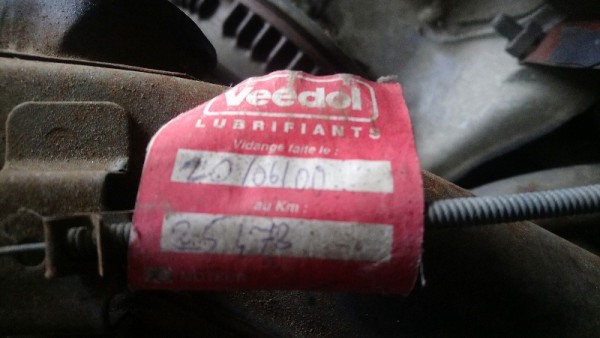 Veedol
LUBRIFIANTS
Vidange faite le :
20/06/00
au Km :